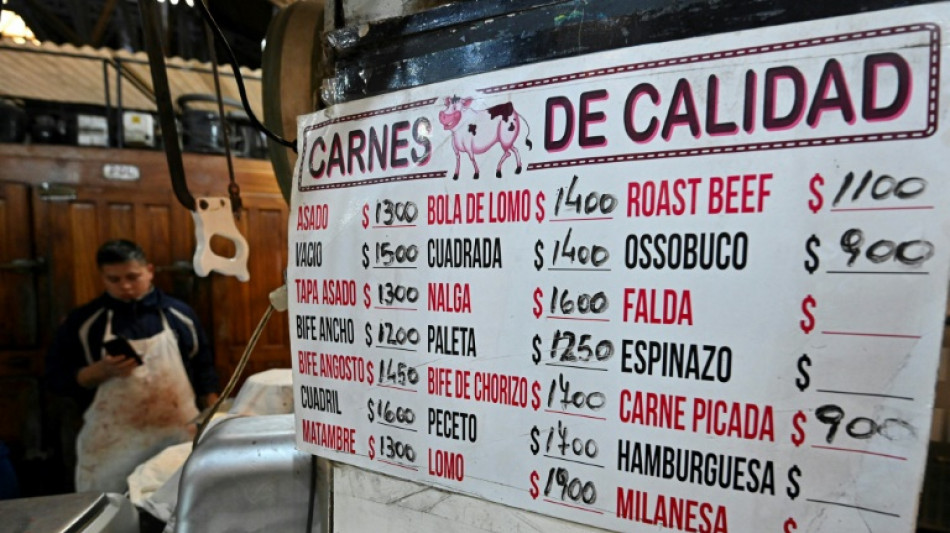 CARNES DE CALIDAD
ASADO $ 1300
VACIO $ 1500
TAPA ASADO $ 1300
BIFE ANCHO $ 1200
BIFE ANGOSTO $ 1450
CUADRIL $ 1600
MATAMBRE $ 1300
BOLA DE LOMO $ 1400
CUADRADA $ 1400
NALGA $ 1600
PALETA $ 1250
BIFE DE CHORIZO $ 1700
PECETO $ 1700
LOMO $ 1900
ROAST BEEF $ 1100
OSSOBUCO $ 900
FALDA $
ESPINAZO $
CARNE PICADA $ 900
HAMBURGUESA $
MILANESA $